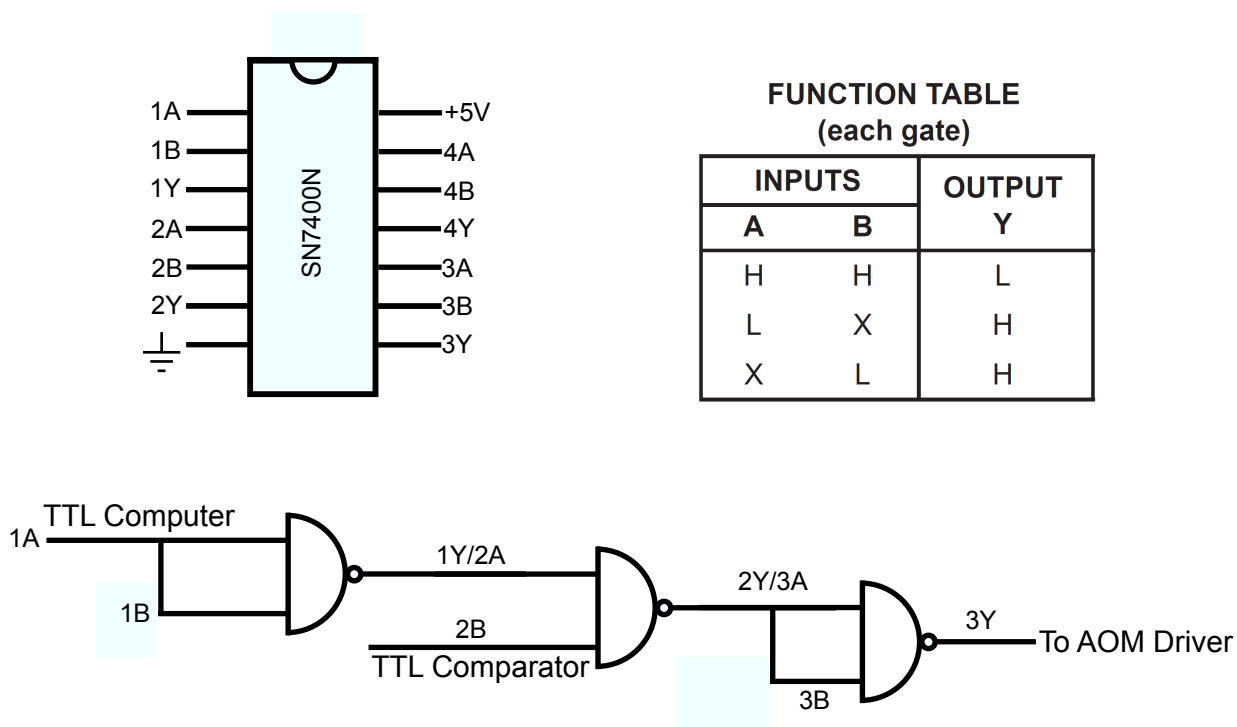 1A
1B
1Y
2A
2B
2Y
SN7400N
+5V
4A
4B
4Y
3A
3B
3Y
FUNCTION TABLE
(each gate)
INPUTS
OUTPUT
A B Y
H H L
L X H
X L H
TTL Computer
1A
1B
1Y/2A
2B
TTL Comparator
2Y/3A
3B
3Y
To AOM Driver